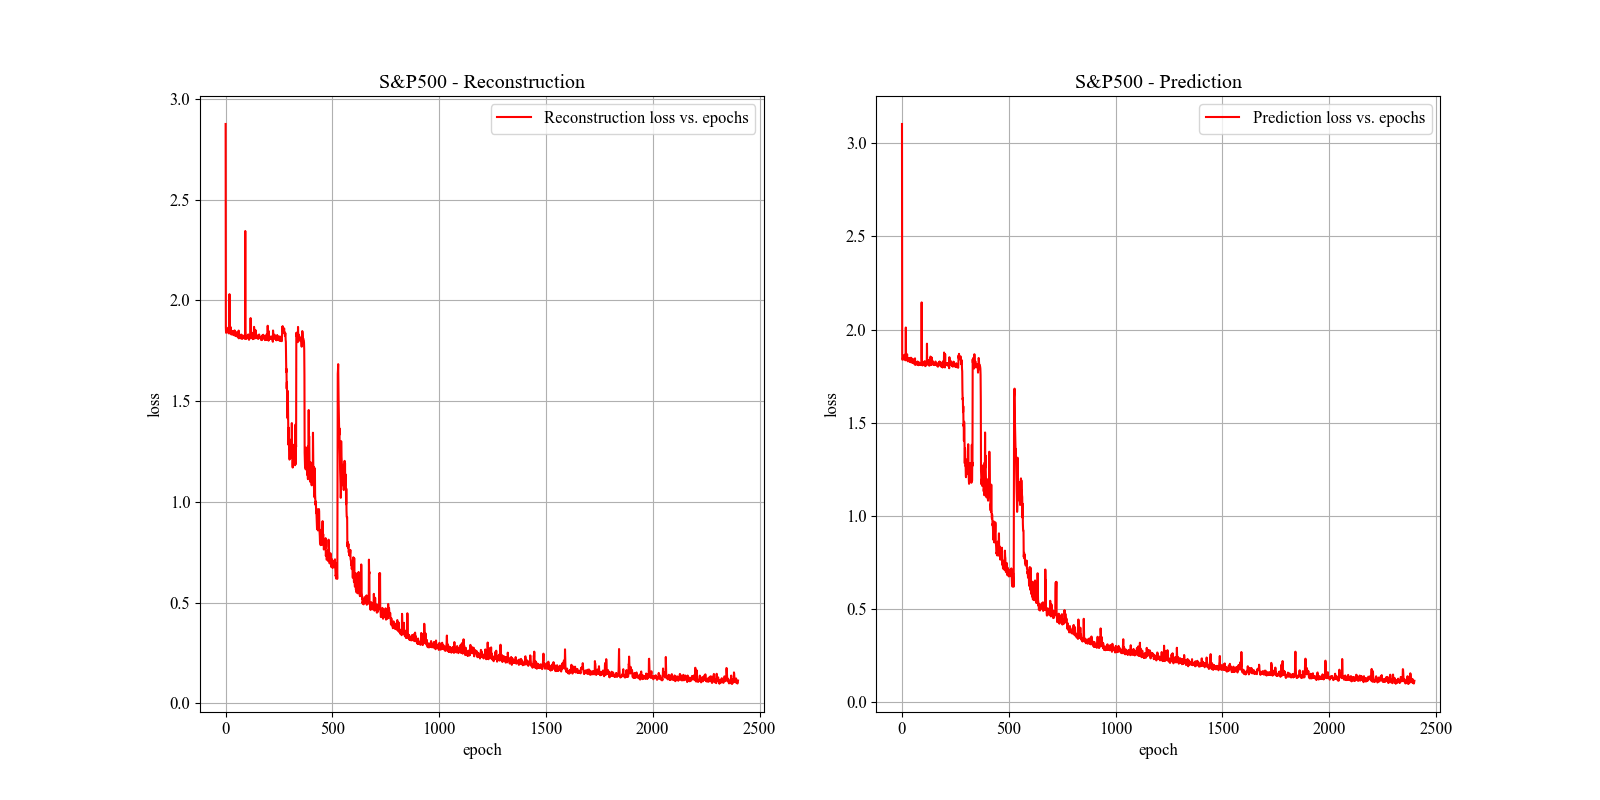 S&P500 - Reconstruction
Reconstruction loss vs. epochs
3.0
2.5
2.0
1.5
1.0
0.5
0.0
loss
0 500 1000 1500 2000 2500
epoch
S&P500 - Prediction
Prediction loss vs. epochs
3.0
2.5
2.0
1.5
1.0
0.5
0.0
loss
0 500 1000 1500 2000 2500
epoch